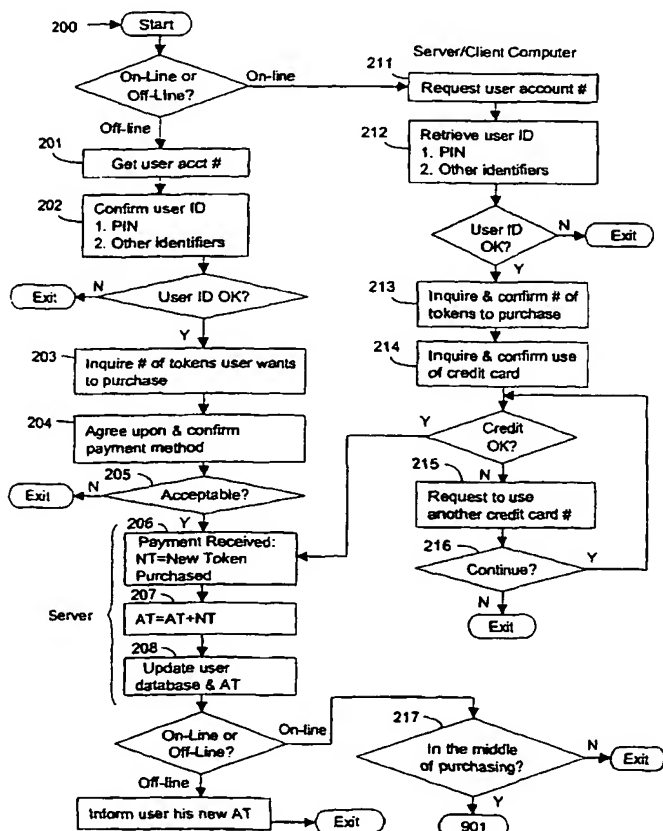 200
Start
Server/Client Computer
On-Line or
Off-Line?
On-line
211
Request user account #
Off-line
201
Get user acct #
212
Retrieve user ID
1. PIN
2. Other identifiers
202
Confirm user ID
1. PIN
2. Other identifiers
User ID
OK?
N
Exit
Y
Exit
N
User ID OK?
Y
213
Inquire & confirm # of
tokens to purchase
203
Inquire # of tokens user wants
to purchase
214
Inquire & confirm use
of credit card
204
Agree upon & confirm
payment method
Y
Credit
OK?
N
205
Exit
N
Acceptable?
Y
215
Request to use
another credit card #
206
Payment Received:
NT=New Token
Purchased
216
Continue?
Y
N
Exit
Server
207
AT=AT+NT
208
Update user
database & AT
On-Line or
Off-Line?
On-line
Off-line
217
In the middle
of purchasing?
N
Exit
Y
901
Inform user his new AT
Exit